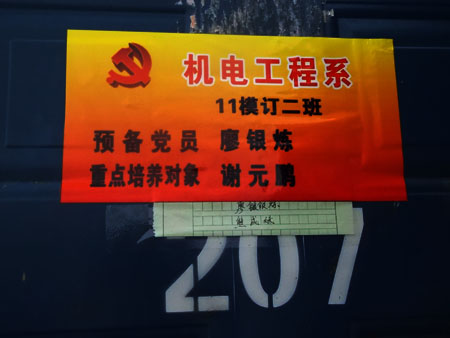 机电工程系
11模订二班
预备党员 廖银炼
重点培养对象 谢元鹏
207